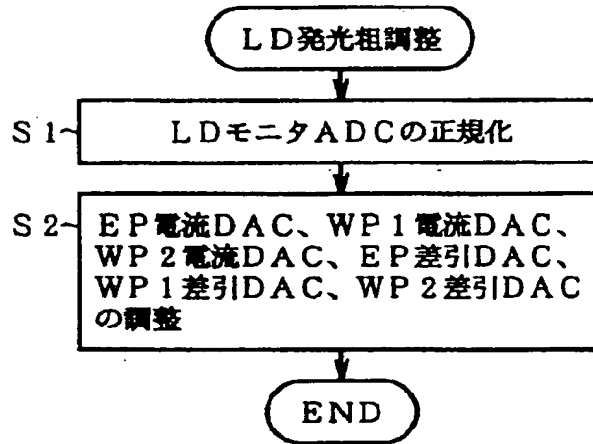 LD発光粗調整
S1
LDモニタADCの正規化
S2
EP電流DAC、WP1電流DAC、
WP2電流DAC、EP差引DAC、
WP1差引DAC、WP2差引DAC
の調整
END